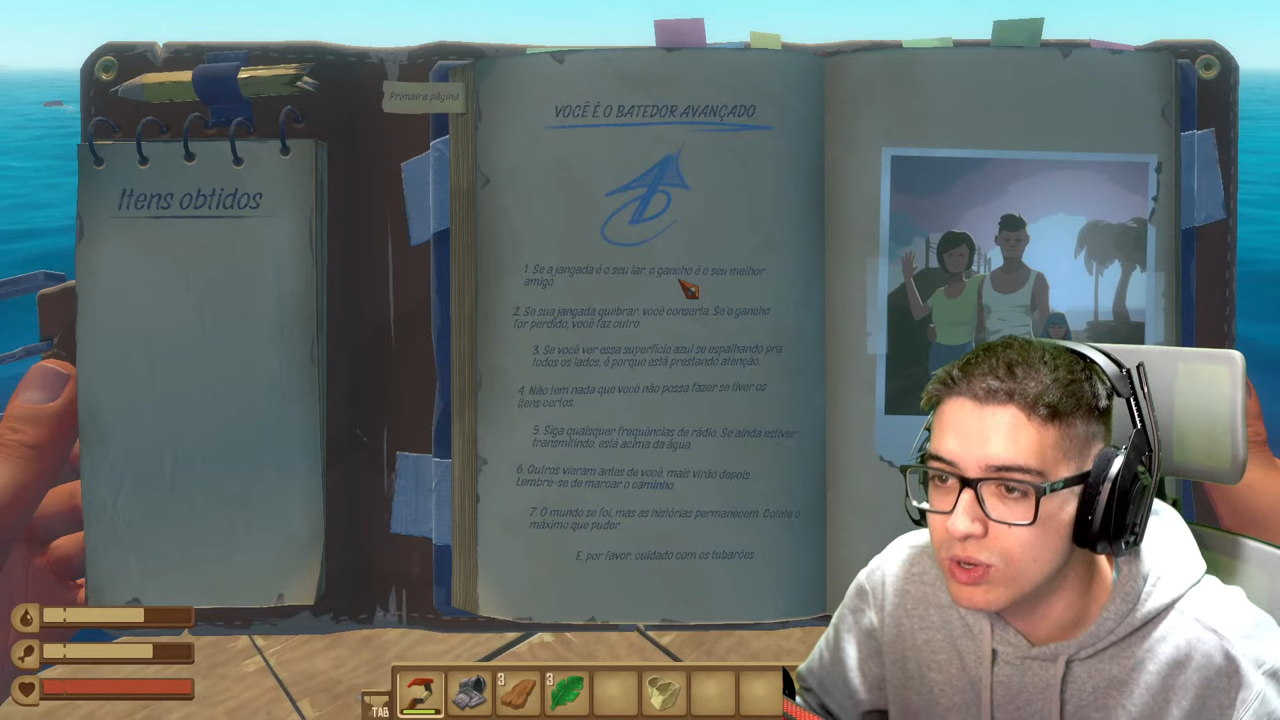 Primeira página
Itens obtidos
VOCÊ É O BATEDOR AVANÇADO
1. Se a jangada é o seu lar, o gancho é o seu melhor
amigo.
2. Se sua jangada quebrar, você conserta. Se o gancho
for perdido, você faz outro.
3. Se você ver essa superfície azul se espalhando pra
todos os lados, é porque está prestando atenção.
4. Não tem nada que você não possa fazer se tiver os
itens certos.
5. Siga quaisquer frequências de rádio. Se ainda estiver
transmitindo, está acima da água.
6. Outros vieram antes de você, mais virão depois.
Lembre-se de marcar o caminho.
7. O mundo se foi, mas as histórias permanecem. Colete o
máximo que puder.
E, por favor, cuidado com os tubarões.
TAB
3
3